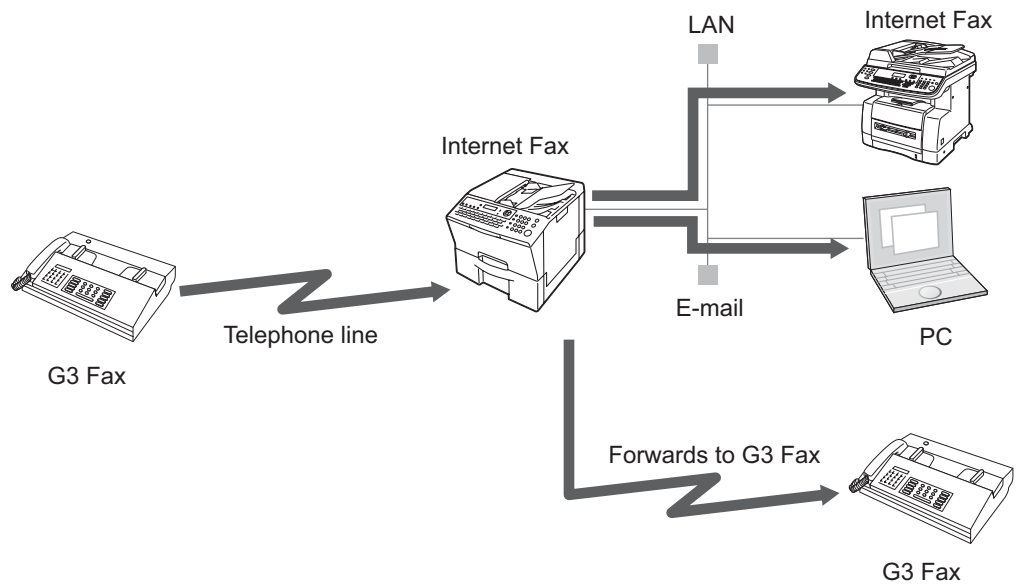 Internet Fax
LAN
Internet Fax
E-mail
PC
Telephone line
G3 Fax
Forwards to G3 Fax
G3 Fax